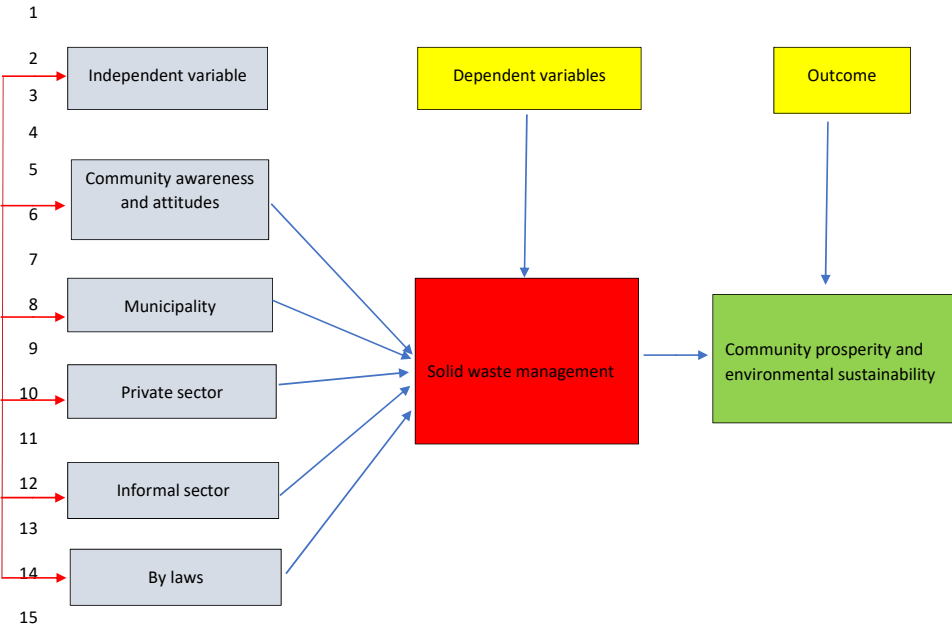 1
2
Independent variable
Dependent variables
Outcome
3
4
5
Community awareness
and attitudes
6
7
8
Municipality
9
Community prosperity and
environmental sustainability
Solid waste management
10
Private sector
11
12
Informal sector
13
14
By laws
15